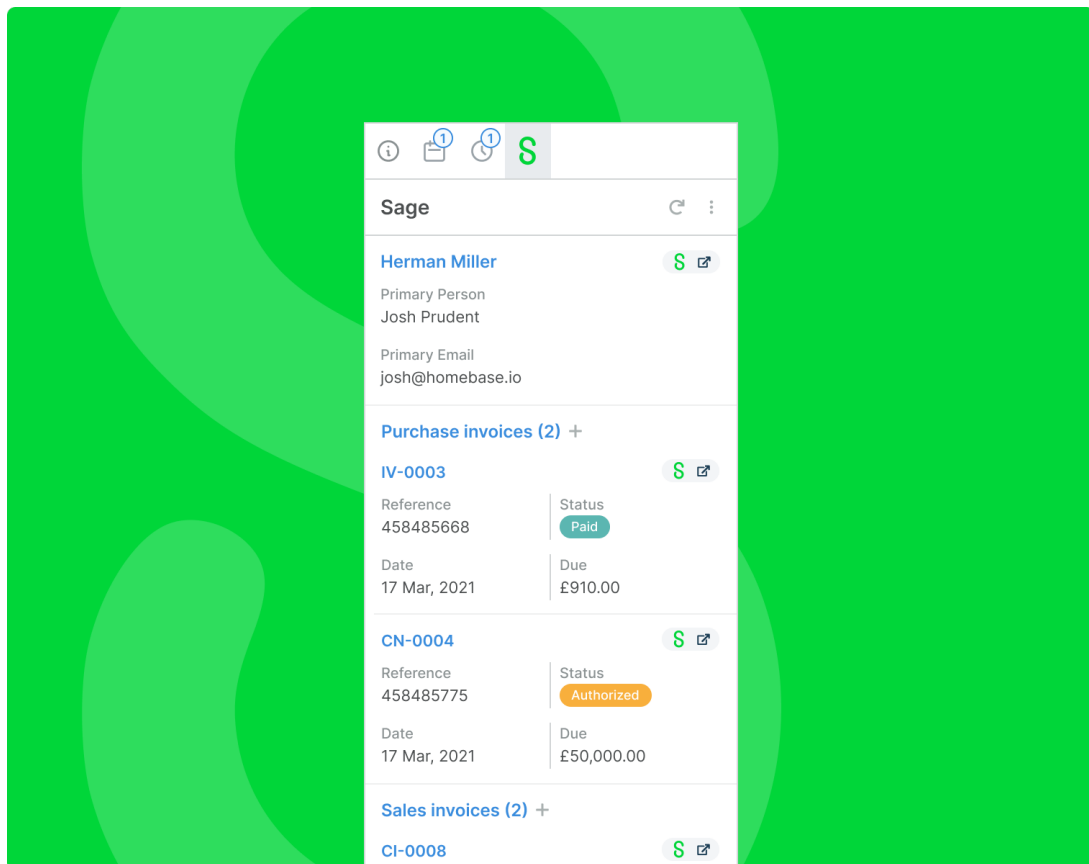 1
1
Sage
Herman Miller
Primary Person
Josh Prudent
Primary Email
josh@homebase.io
Purchase invoices (2) +
IV-0003
Reference
Status
458485668
Paid
Date
Due
17 Mar, 2021
£910.00
CN-0004
Reference
Status
458485775
Authorized
Date
Due
17 Mar, 2021
£50,000.00
Sales invoices (2) +
CI-0008